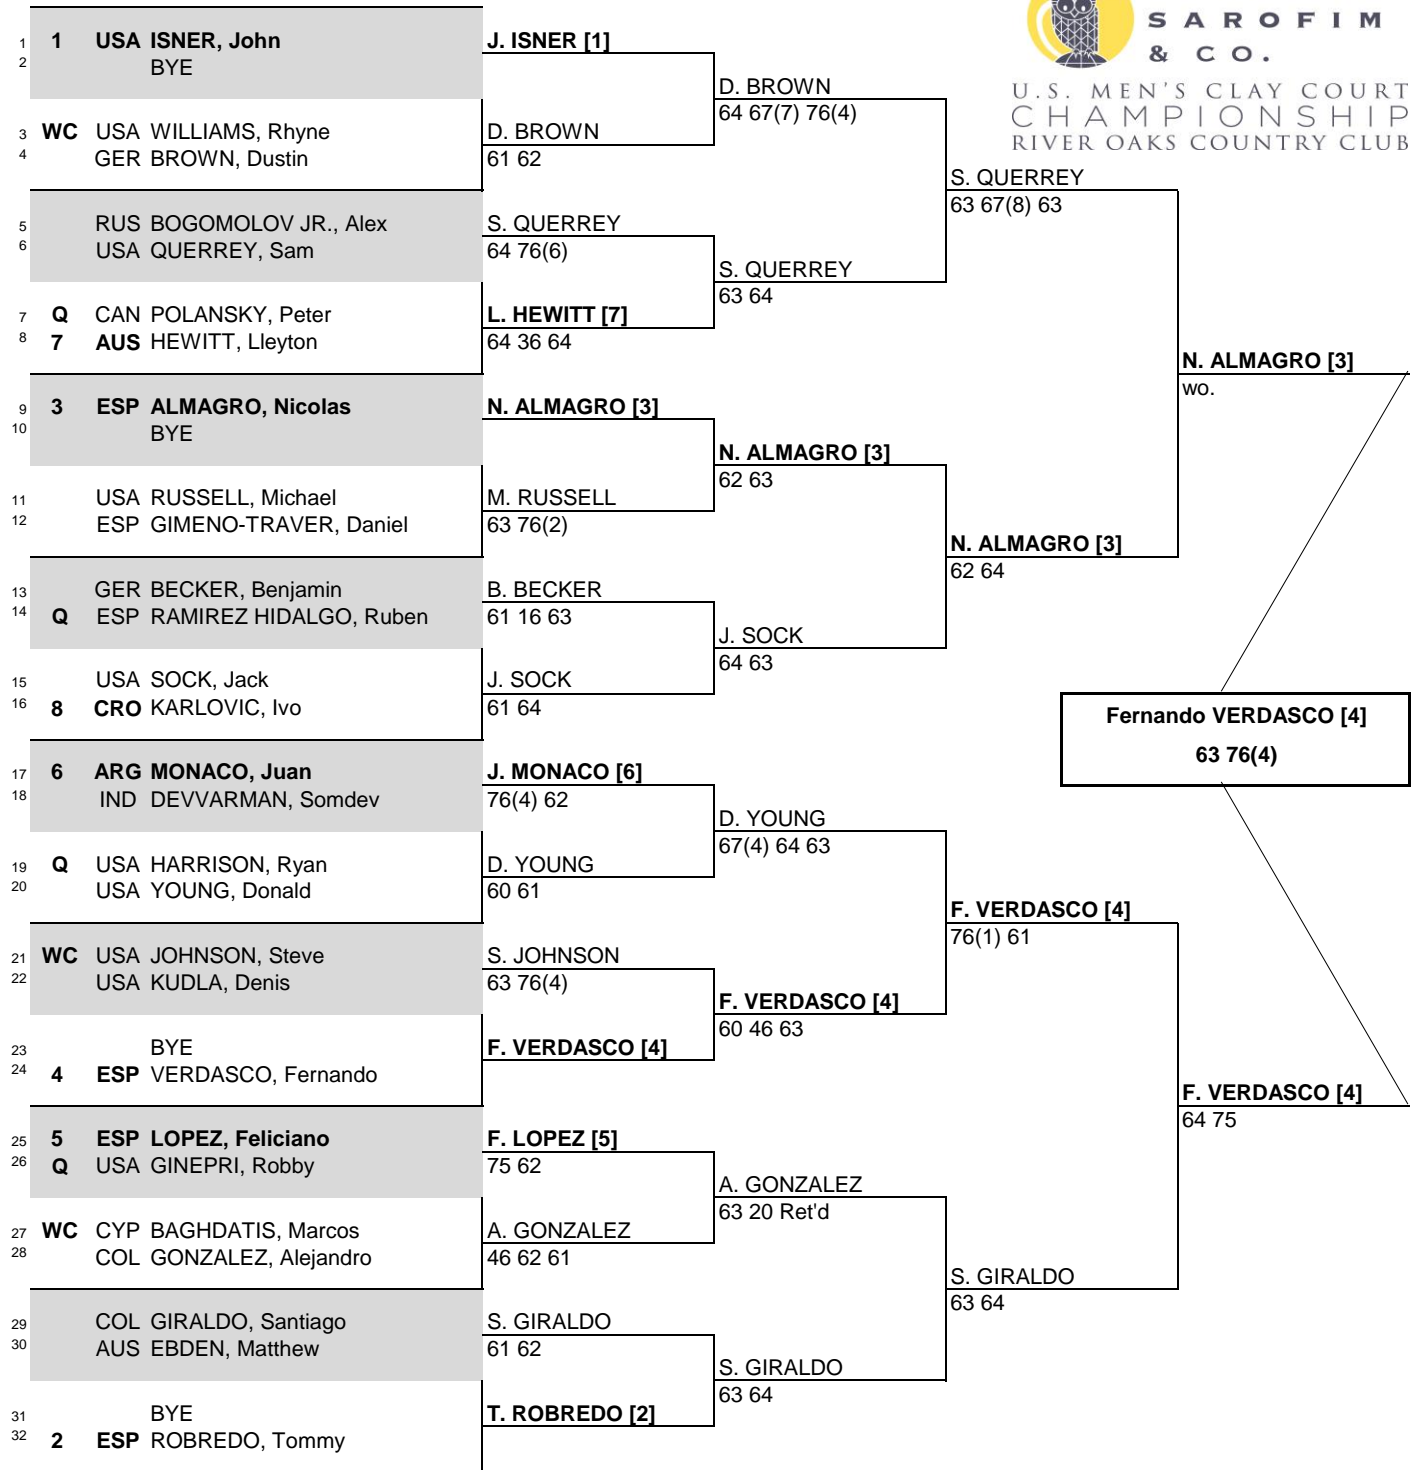 SAROFIM
& CO.
U.S. MEN'S CLAY COURT
CHAMPIONSHIP
RIVER OAKS COUNTRY CLUB
1 1 USA ISNER, John
2 BYE
3 WC USA WILLIAMS, Rhyne
4 GER BROWN, Dustin
5 RUS BOGOMOLOV JR., Alex
6 USA QUERREY, Sam
7 Q CAN POLANSKY, Peter
8 7 AUS HEWITT, Lleyton
9 3 ESP ALMAGRO, Nicolas
10 BYE
11 USA RUSSELL, Michael
12 ESP GIMENO-TRAVER, Daniel
13 GER BECKER, Benjamin
14 Q ESP RAMIREZ HIDALGO, Ruben
15 USA SOCK, Jack
16 8 CRO KARLOVIC, Ivo
17 6 ARG MONACO, Juan
18 IND DEVVARMAN, Somdev
19 Q USA HARRISON, Ryan
20 USA YOUNG, Donald
21 WC USA JOHNSON, Steve
22 USA KUDLA, Denis
23 BYE
24 4 ESP VERDASCO, Fernando
25 5 ESP LOPEZ, Feliciano
26 Q USA GINEPRI, Robby
27 WC CYP BAGHDATIS, Marcos
28 COL GONZALEZ, Alejandro
29 COL GIRALDO, Santiago
30 AUS EBDEN, Matthew
31 BYE
32 2 ESP ROBREDO, Tommy
J. ISNER [1]
D. BROWN
61 62
S. QUERREY
64 76(6)
L. HEWITT [7]
64 36 64
N. ALMAGRO [3]
M. RUSSELL
63 76(2)
B. BECKER
61 16 63
J. SOCK
61 64
J. MONACO [6]
76(4) 62
D. YOUNG
60 61
S. JOHNSON
63 76(4)
F. VERDASCO [4]
F. LOPEZ [5]
75 62
A. GONZALEZ
46 62 61
S. GIRALDO
61 62
T. ROBREDO [2]
D. BROWN
64 67(7) 76(4)
S. QUERREY
63 64
N. ALMAGRO [3]
62 63
J. SOCK
64 63
D. YOUNG
67(4) 64 63
F. VERDASCO [4]
60 46 63
A. GONZALEZ
63 20 Ret'd
S. GIRALDO
63 64
S. QUERREY
63 67(8) 63
N. ALMAGRO [3]
62 64
F. VERDASCO [4]
76(1) 61
S. GIRALDO
63 64
N. ALMAGRO [3]
wo.
F. VERDASCO [4]
64 75
Fernando VERDASCO [4]
63 76(4)